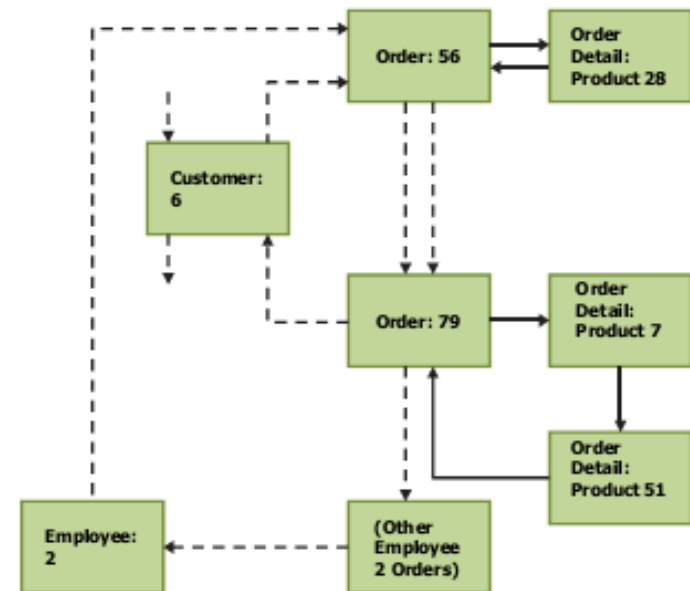 Order: 56
Order
Detail:
Product 28
Customer:
6
Order: 79
Order
Detail:
Product 7
Order
Detail:
Product 51
Employee:
2
(Other
Employee
2 Orders)